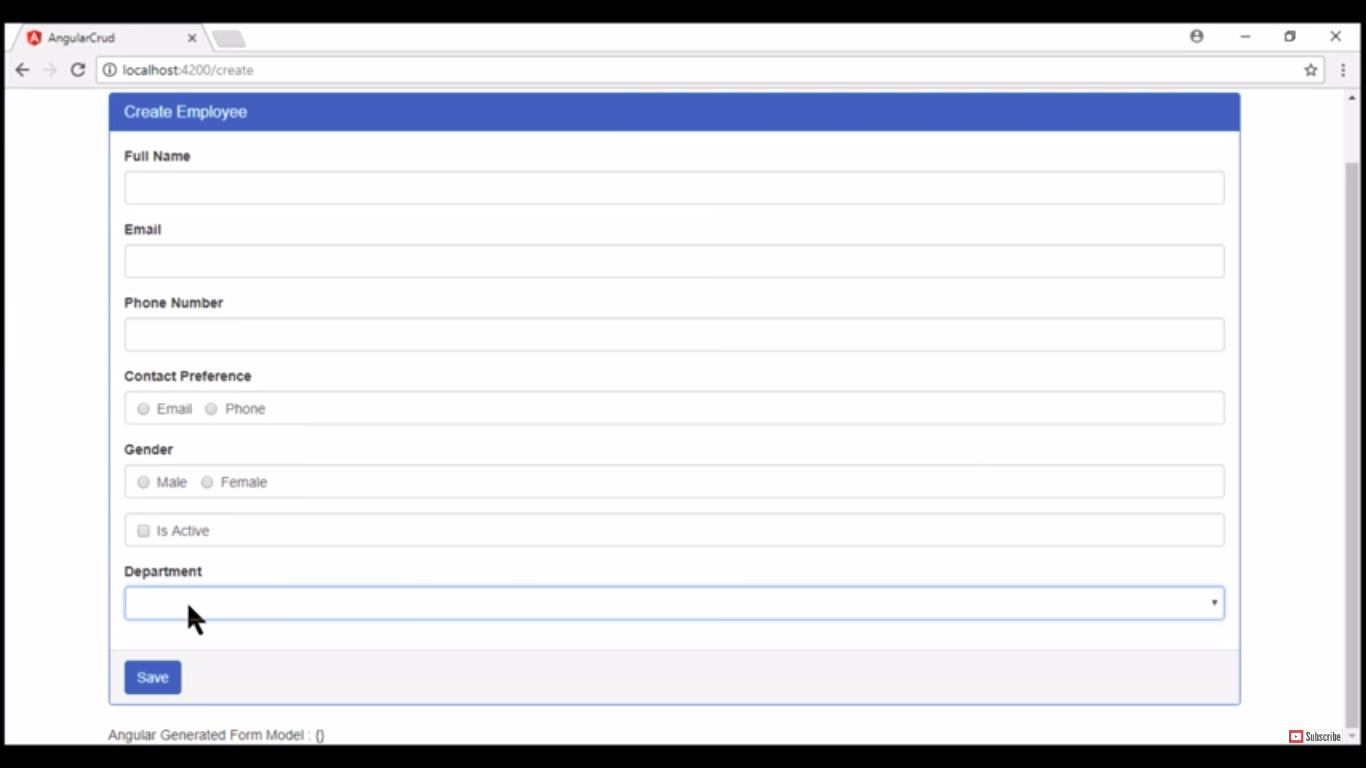 AngularCrud
localhost:4200/create
Create Employee
Full Name
Email
Phone Number
Contact Preference
Email Phone
Gender
Male Female
Is Active
Department
Save
Angular Generated Form Model : {}
Subscribe